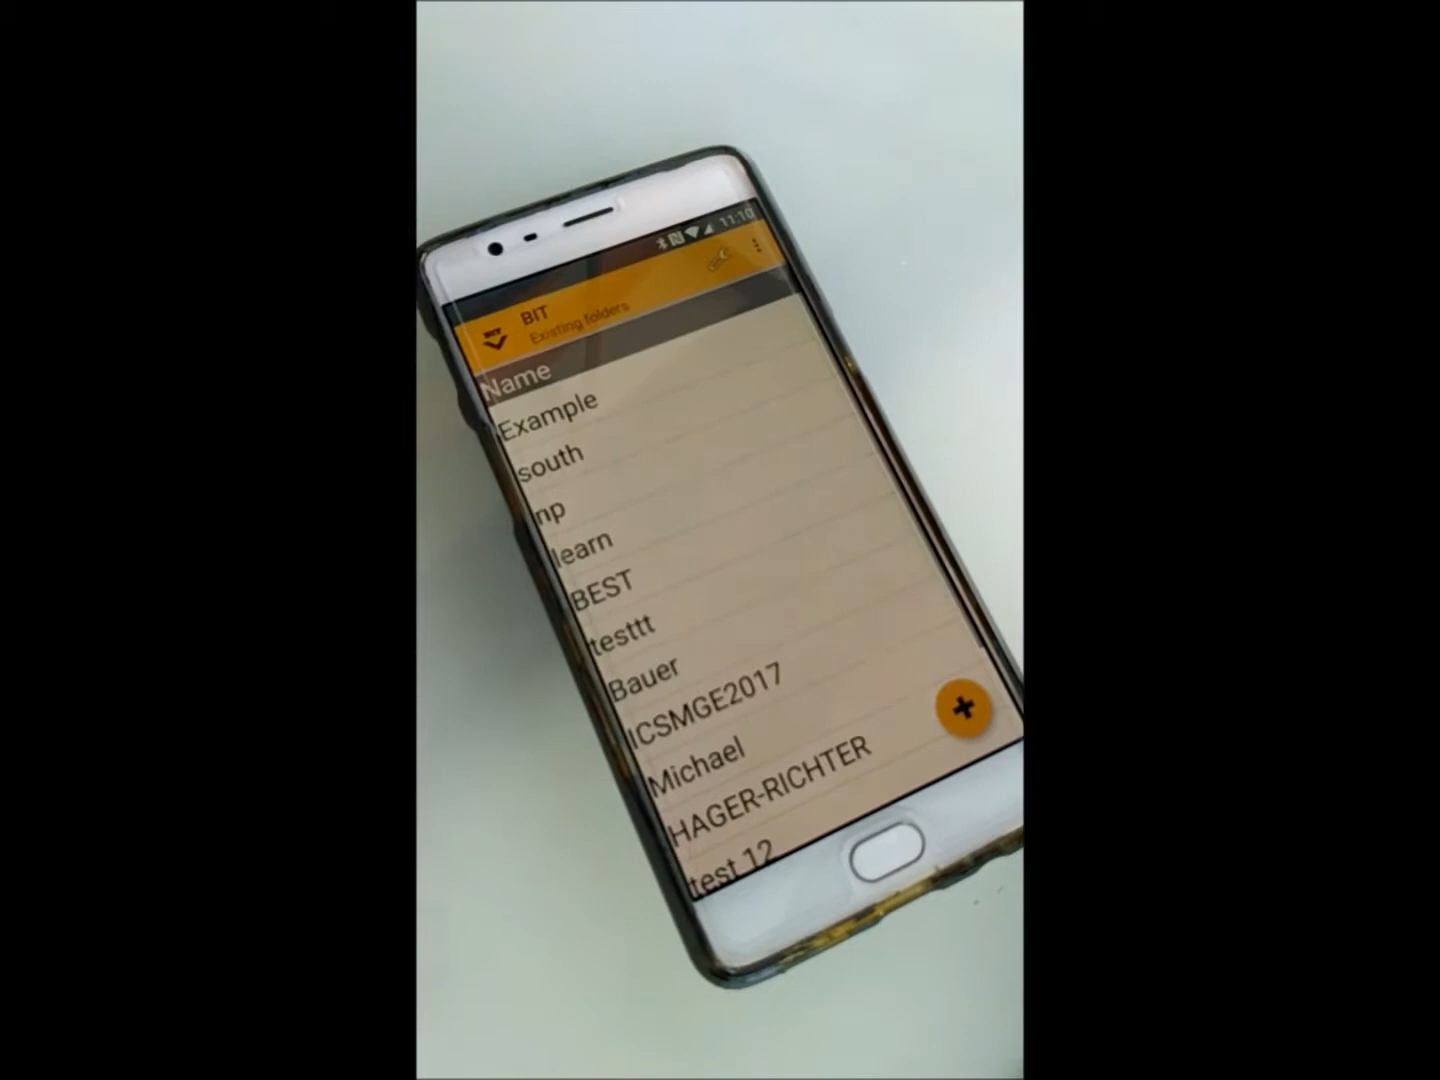 11:10
BIT
BIT
Existing folders
Name
Example
south
np
learn
BEST
testtt
Bauer
ICSMGE2017
Michael
HAGER-RICHTER
test 12